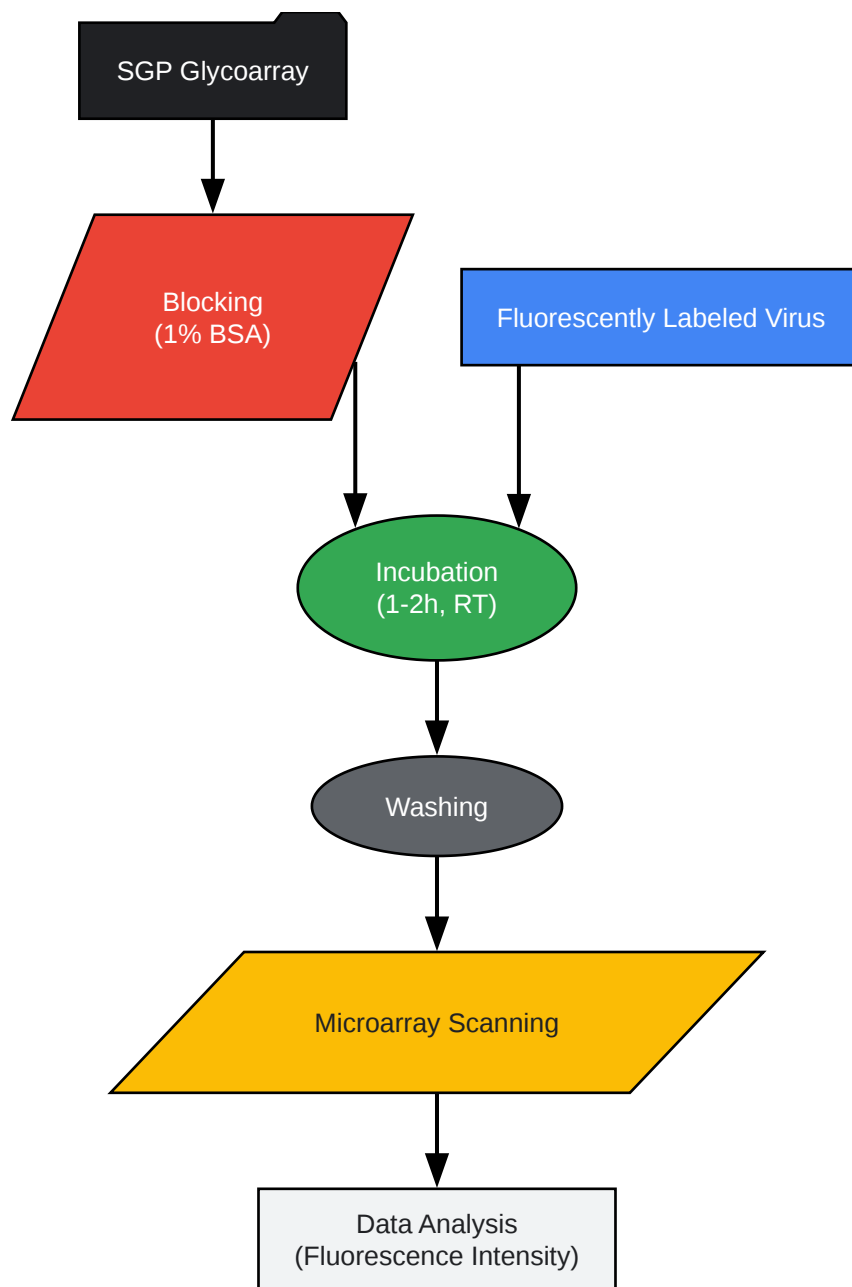 SGP Glycoarray
Blocking
(1% BSA)
Fluorescently Labeled Virus
Incubation
(1-2h, RT)
Washing
Microarray Scanning
Data Analysis
(Fluorescence Intensity)